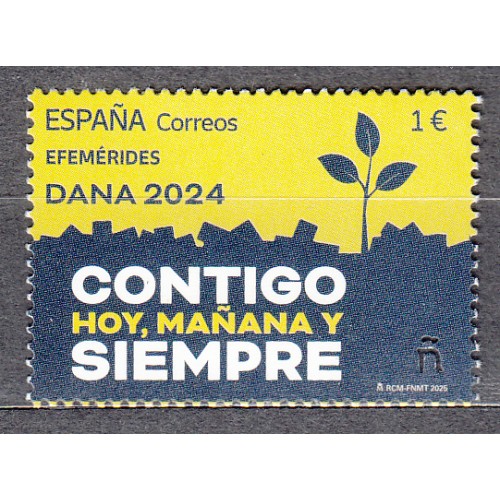 ESPAÑA Correos 1 €
EFEMÉRIDES
DANA 2024
CONTIGO
HOY, MAÑANA Y
SIEMPRE
ñ
RCM-FNMT 2025